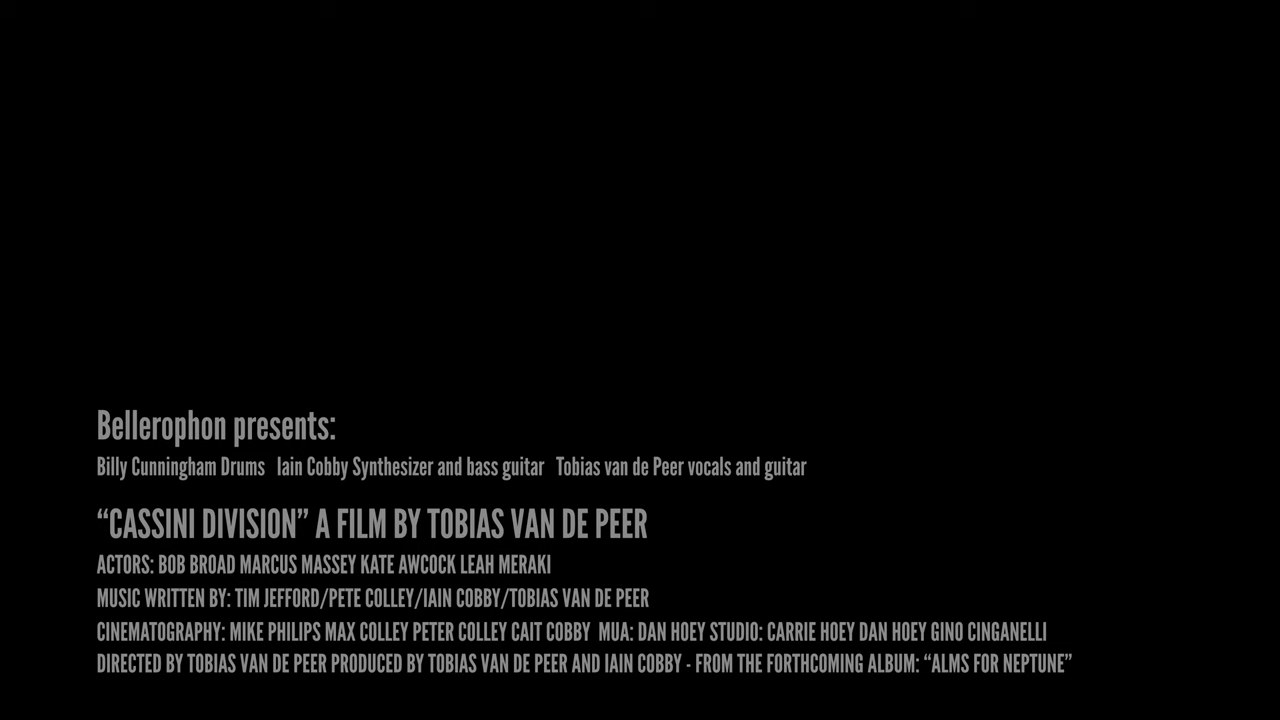 Bellerophon presents:
Billy Cunningham Drums Iain Cobby Synthesizer and bass guitar Tobias van de Peer vocals and guitar
“CASSINI DIVISION” A FILM BY TOBIAS VAN DE PEER
ACTORS: BOB BROAD MARCUS MASSEY KATE AWCOCK LEAH MERAKI
MUSIC WRITTEN BY: TIM JEFFORD/PETE COLLEY/IAIN COBBY/TOBIAS VAN DE PEER
CINEMATOGRAPHY: MIKE PHILIPS MAX COLLEY PETER COLLEY CAIT COBBY MUA: DAN HOEY STUDIO: CARRIE HOEY DAN HOEY GINO CINGANELLI
DIRECTED BY TOBIAS VAN DE PEER PRODUCED BY TOBIAS VAN DE PEER AND IAIN COBBY - FROM THE FORTHCOMING ALBUM: “ALMS FOR NEPTUNE”